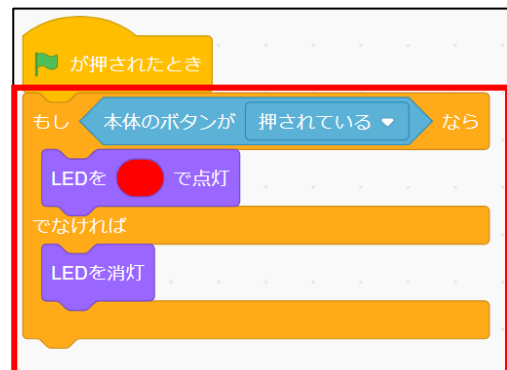 が押されたとき
もし 本体のボタンが 押されている なら
LEDを で点灯
でなければ
LEDを消灯